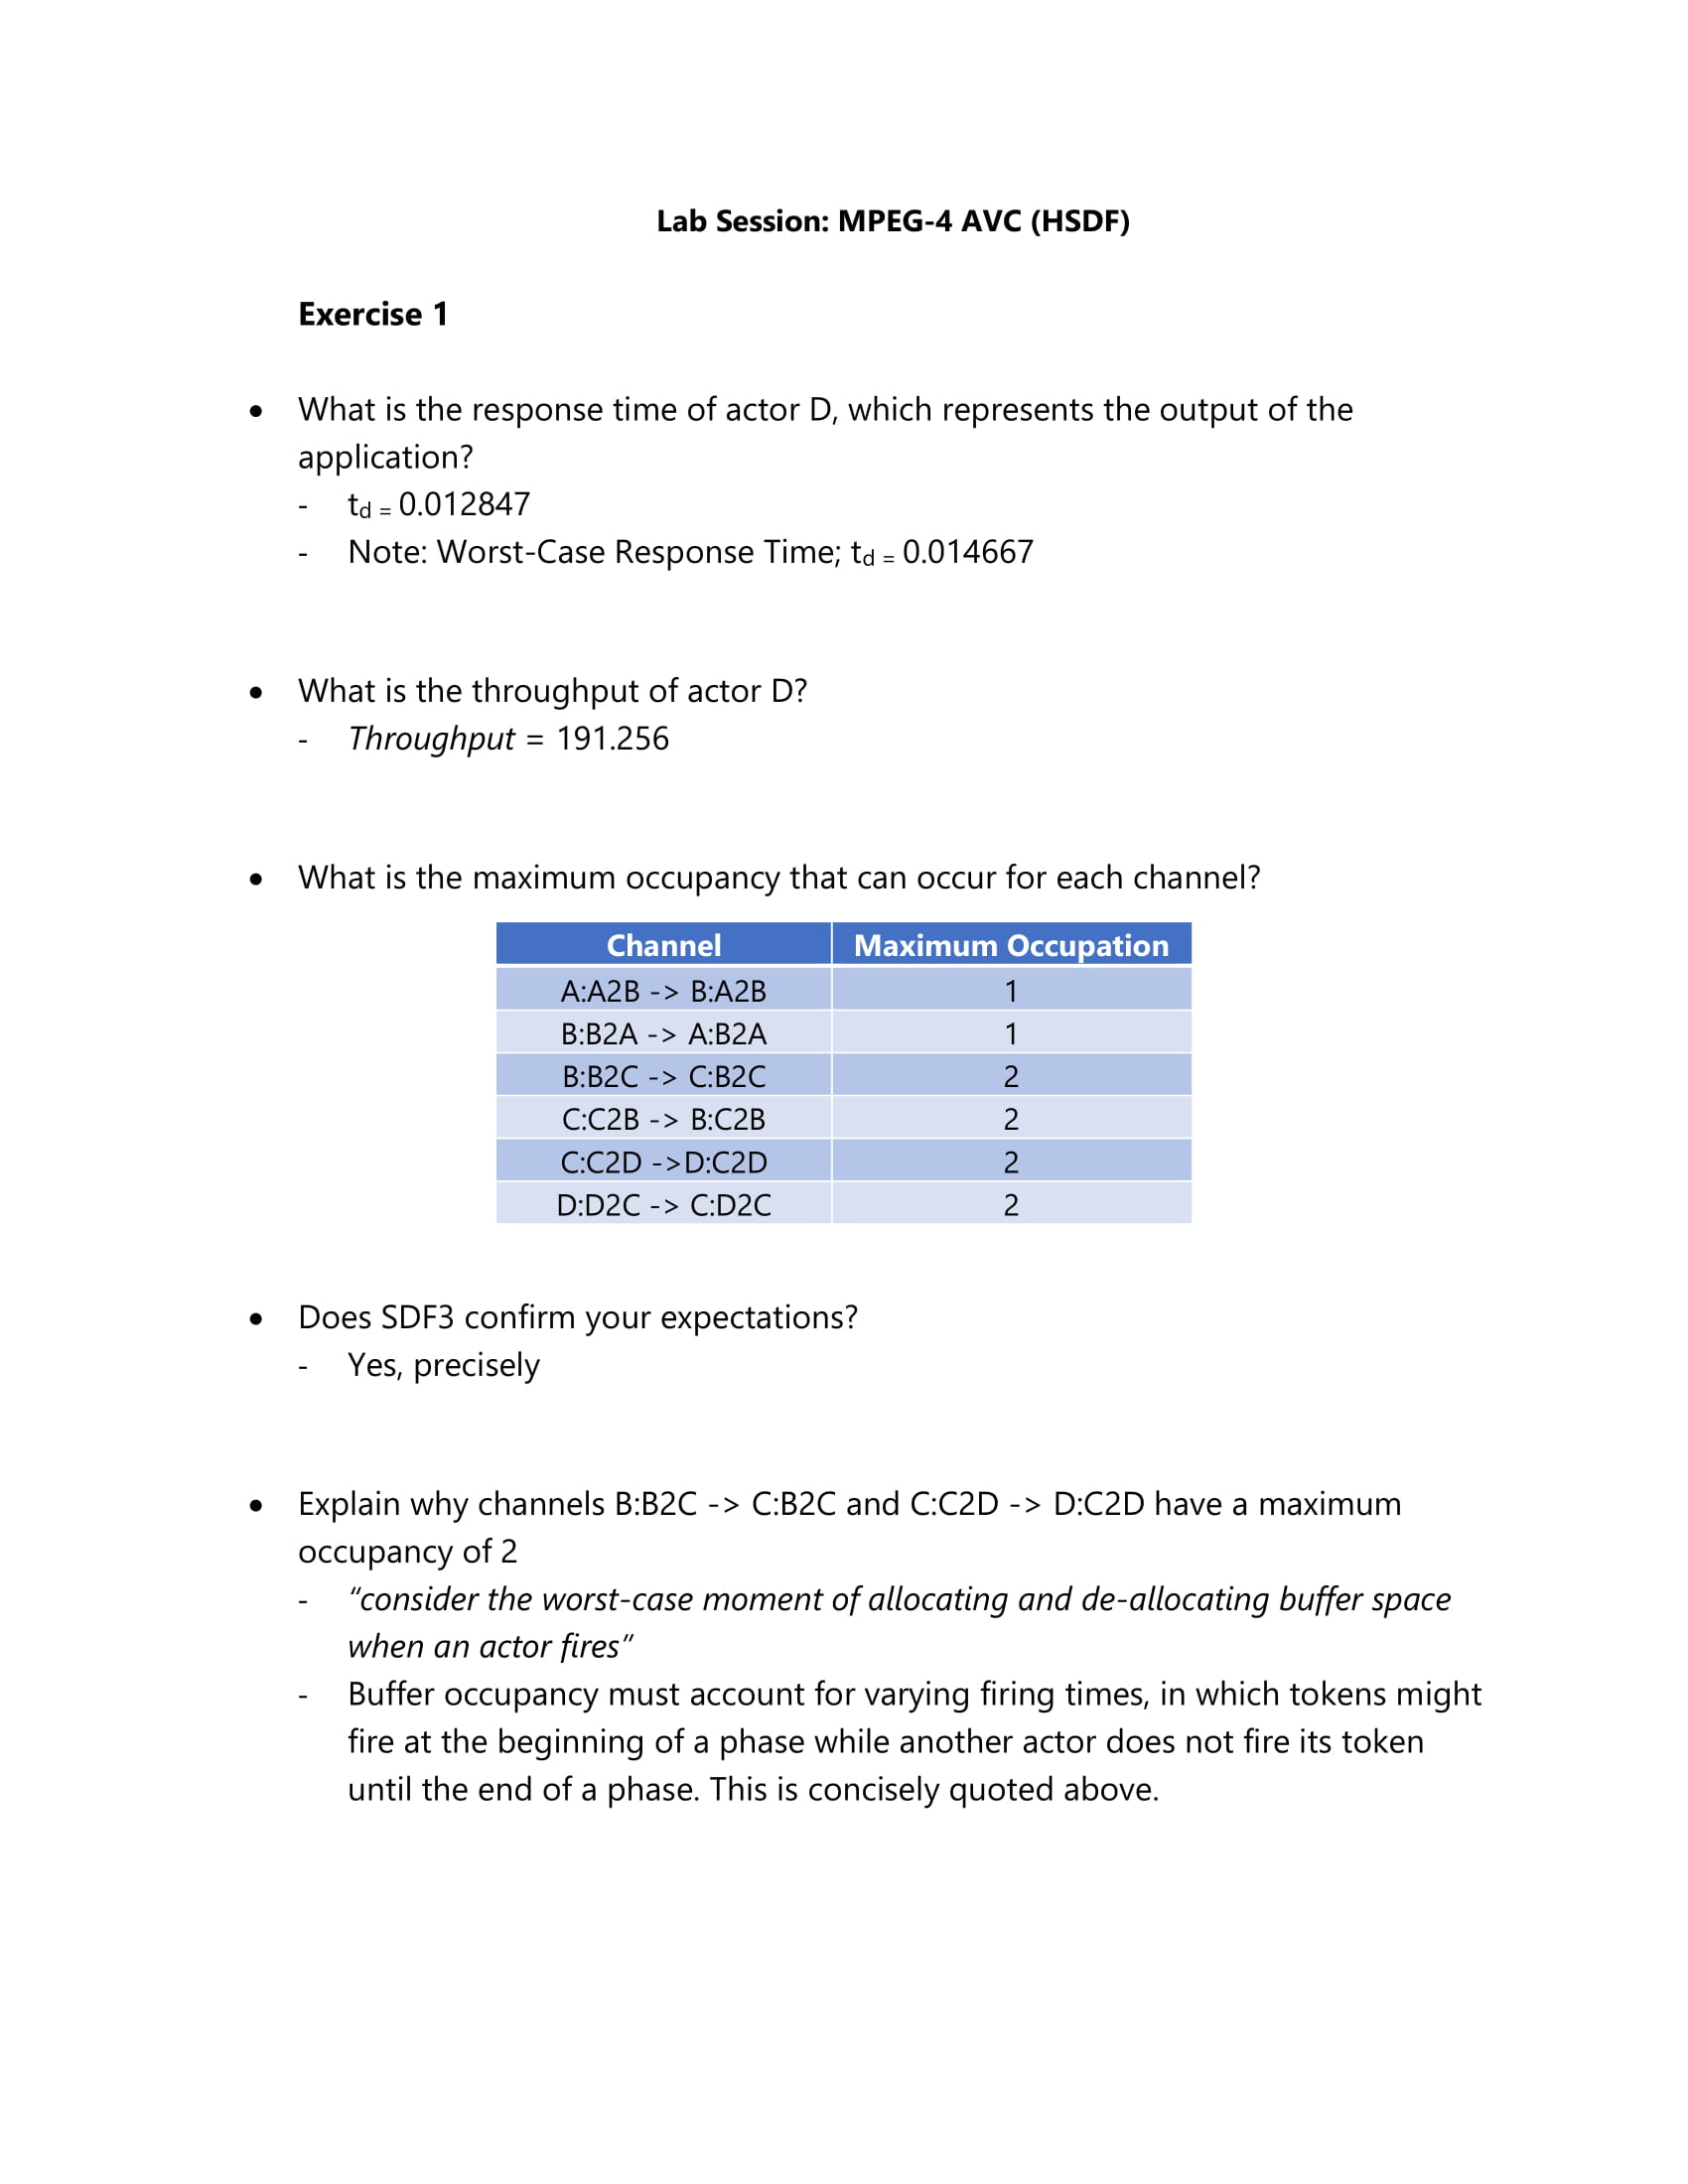 Lab Session: MPEG-4 AVC (HSDF)
Exercise 1
• What is the response time of actor D, which represents the output of the
application?
- td = 0.012847
- Note: Worst-Case Response Time; td = 0.014667
• What is the throughput of actor D?
- Throughput = 191.256
• What is the maximum occupancy that can occur for each channel?
Channel Maximum Occupation
A:A2B -> B:A2B 1
B:B2A -> A:B2A 1
B:B2C -> C:B2C 2
C:C2B -> B:C2B 2
C:C2D ->D:C2D 2
D:D2C -> C:D2C 2
• Does SDF3 confirm your expectations?
- Yes, precisely
• Explain why channels B:B2C -> C:B2C and C:C2D -> D:C2D have a maximum
occupancy of 2
- “consider the worst-case moment of allocating and de-allocating buffer space
when an actor fires”
- Buffer occupancy must account for varying firing times, in which tokens might
fire at the beginning of a phase while another actor does not fire its token
until the end of a phase. This is concisely quoted above.